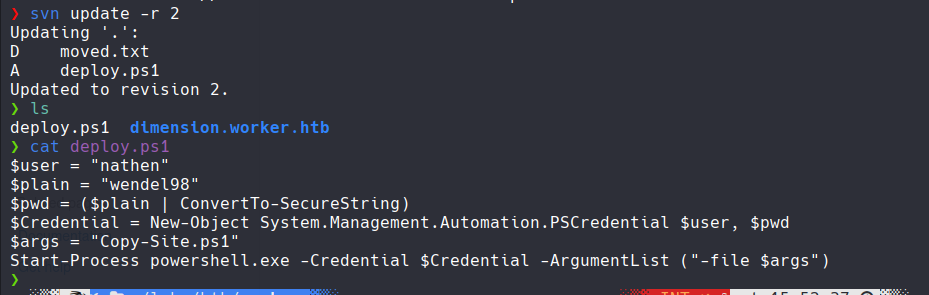 ❯ svn update -r 2
Updating '.':
D    moved.txt
A    deploy.ps1
Updated to revision 2.
❯ ls
deploy.ps1  dimension.worker.htb
❯ cat deploy.ps1
$user = "nathen"
$plain = "wendel98"
$pwd = ($plain | ConvertTo-SecureString)
$Credential = New-Object System.Management.Automation.PSCredential $user, $pwd
$args = "Copy-Site.ps1"
Start-Process powershell.exe -Credential $Credential -ArgumentList ("-file $args")
❯